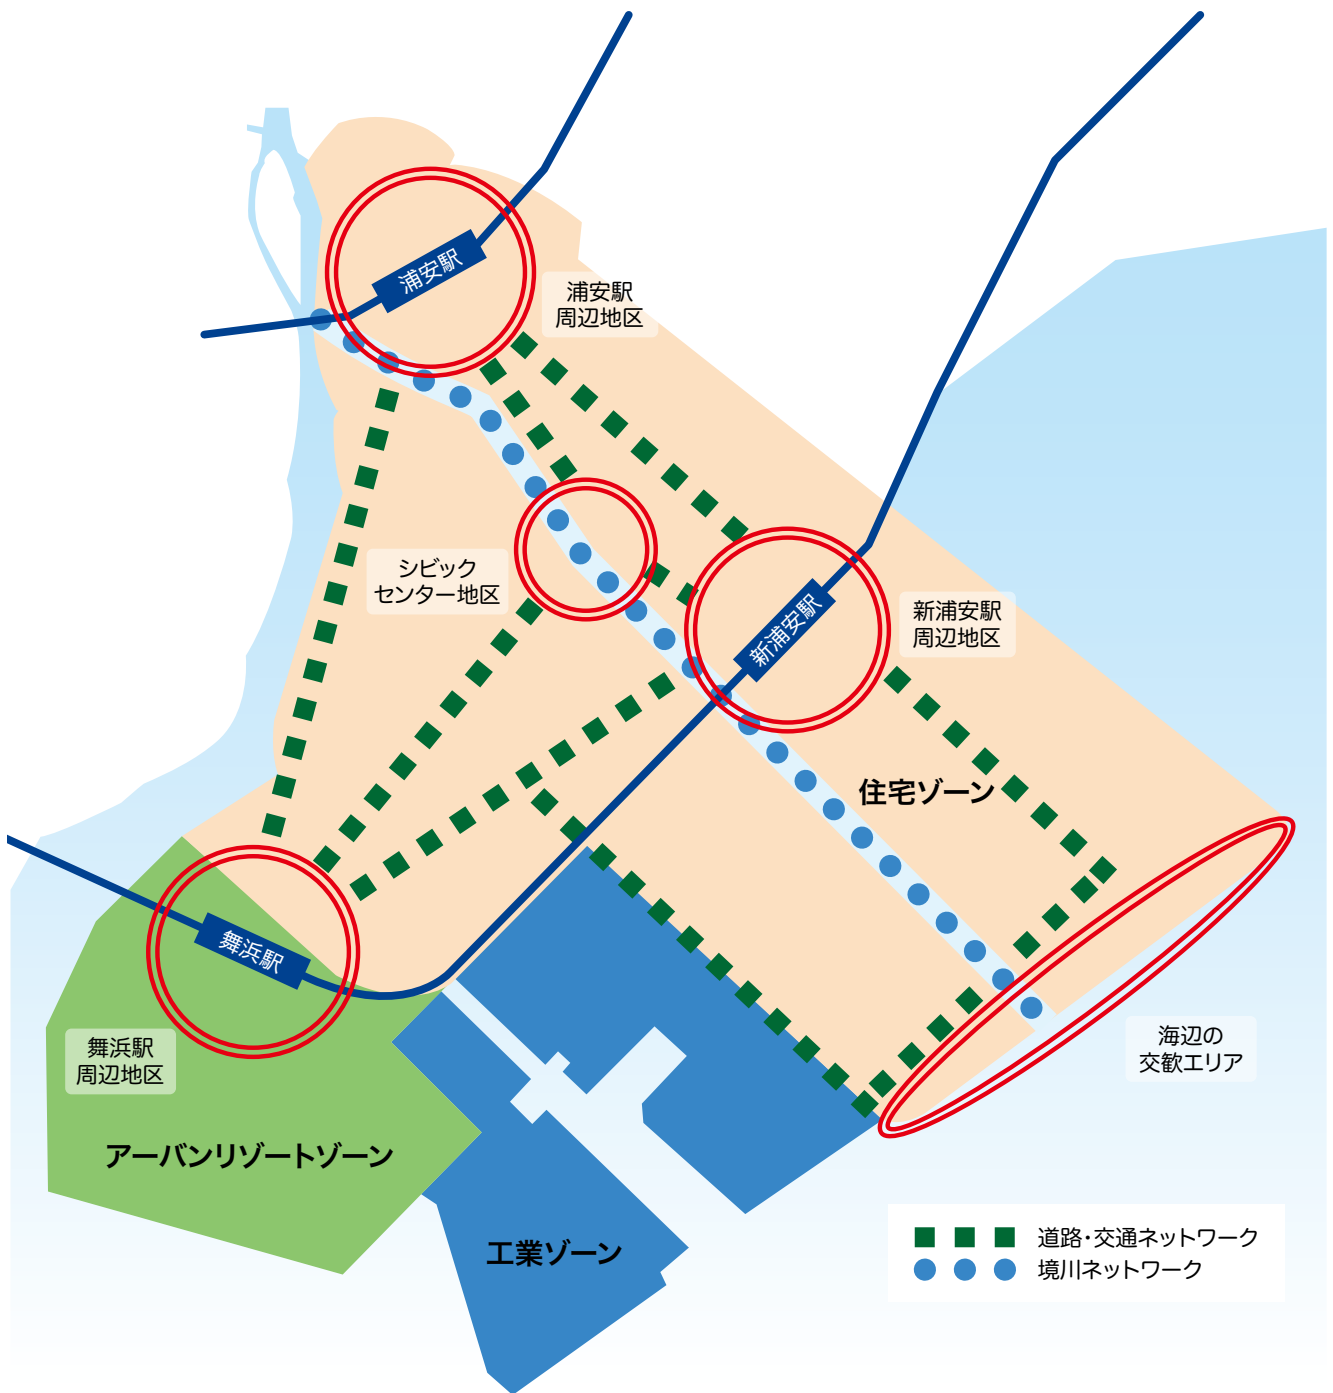 浦安駅
浦安駅
周辺地区
シビック
センター地区
新浦安駅
新浦安駅
周辺地区
住宅ゾーン
舞浜駅
舞浜駅
周辺地区
海辺の
交歓エリア
アーバンリゾートゾーン
工業ゾーン
道路・交通ネットワーク
境川ネットワーク